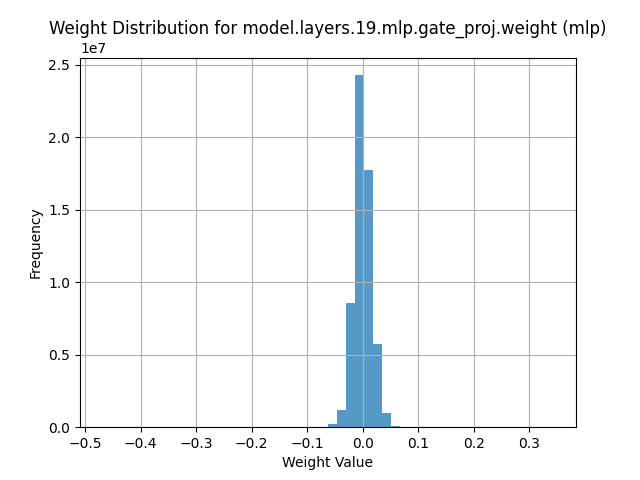 Weight Distribution for model.layers.19.mlp.gate_proj.weight (mlp)
1e7
2.5
2.0
1.5
1.0
0.5
0.0
Frequency
−0.5 −0.4 −0.3 −0.2 −0.1 0.0 0.1 0.2 0.3
Weight Value